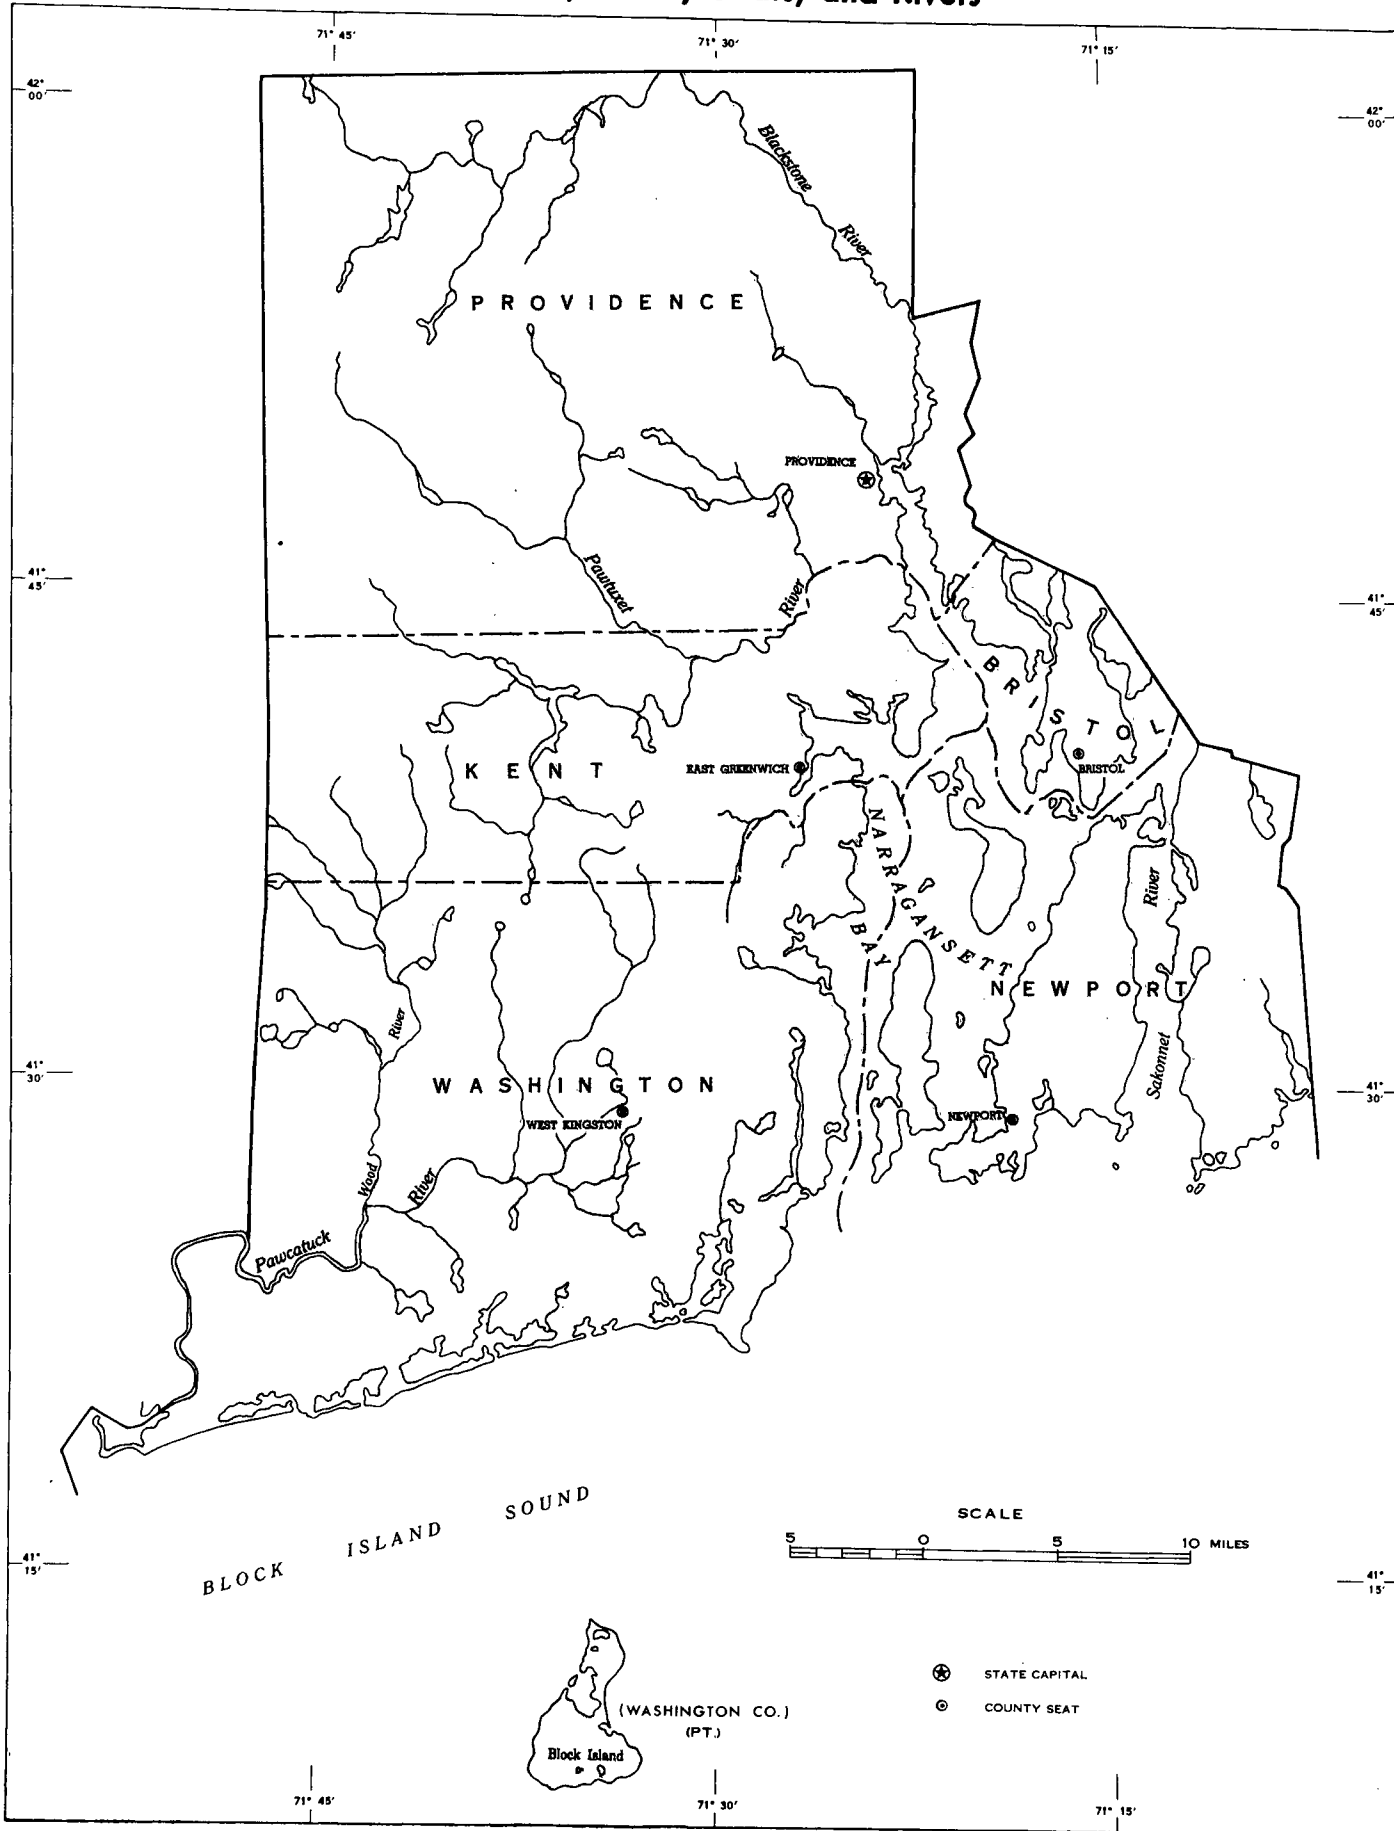 and Rivers
71° 45'
71° 30'
71° 15'
42° 00'
42° 00'
Blackstone River
PROVIDENCE
PROVIDENCE
41° 45'
41° 45'
Pawtuxet River
BRISTOL
KENT
EAST GREENWICH
BRISTOL
NARRAGANSETT BAY
NEWPORT
Sakonnet River
41° 30'
41° 30'
WASHINGTON
WEST KINGSTON
NEWPORT
Wood River
Pawcatuck River
BLOCK ISLAND SOUND
SCALE
5 0 5 10 MILES
41° 15'
41° 15'
STATE CAPITAL
COUNTY SEAT
(WASHINGTON CO.)
(PT.)
Block Island
71° 45'
71° 30'
71° 15'